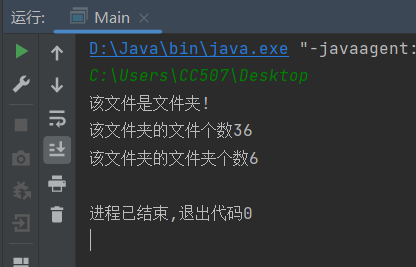 运行:
Main
D:\Java\bin\java.exe "-javaagent:
C:\Users\CC507\Desktop
该文件是文件夹!
该文件夹的文件个数36
该文件夹的文件夹个数6
进程已结束,退出代码0